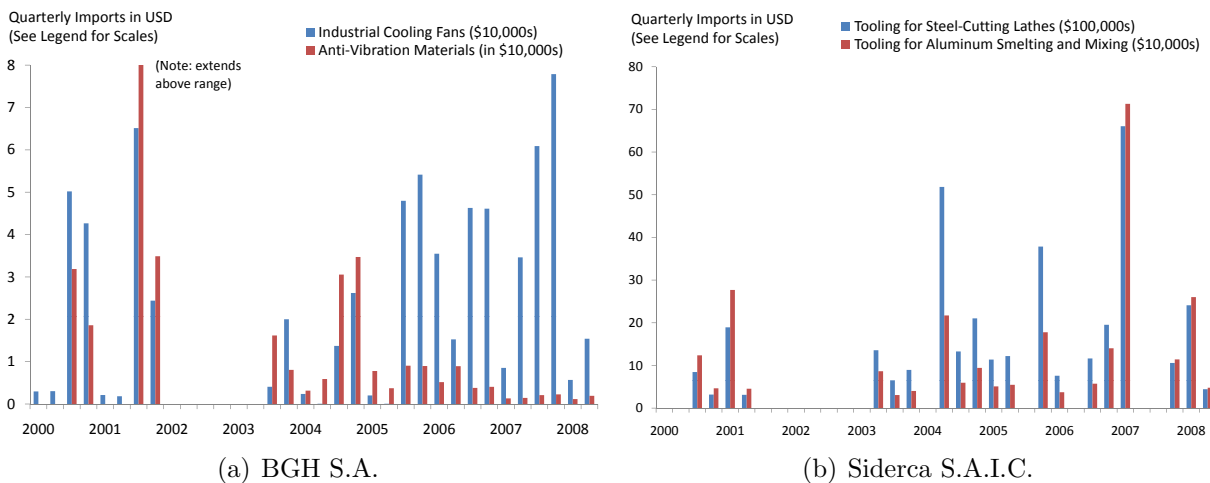 Quarterly Imports in USD
(See Legend for Scales)
Industrial Cooling Fans ($10,000s)
Anti-Vibration Materials (in $10,000s)
(Note: extends
above range)
8
7
6
5
4
3
2
1
0
2000 2001 2002 2003 2004 2005 2006 2007 2008
(a) BGH S.A.
Quarterly Imports in USD
(See Legend for Scales)
Tooling for Steel-Cutting Lathes ($100,000s)
Tooling for Aluminum Smelting and Mixing ($10,000s)
80
70
60
50
40
30
20
10
0
2000 2001 2002 2003 2004 2005 2006 2007 2008
(b) Siderca S.A.I.C.